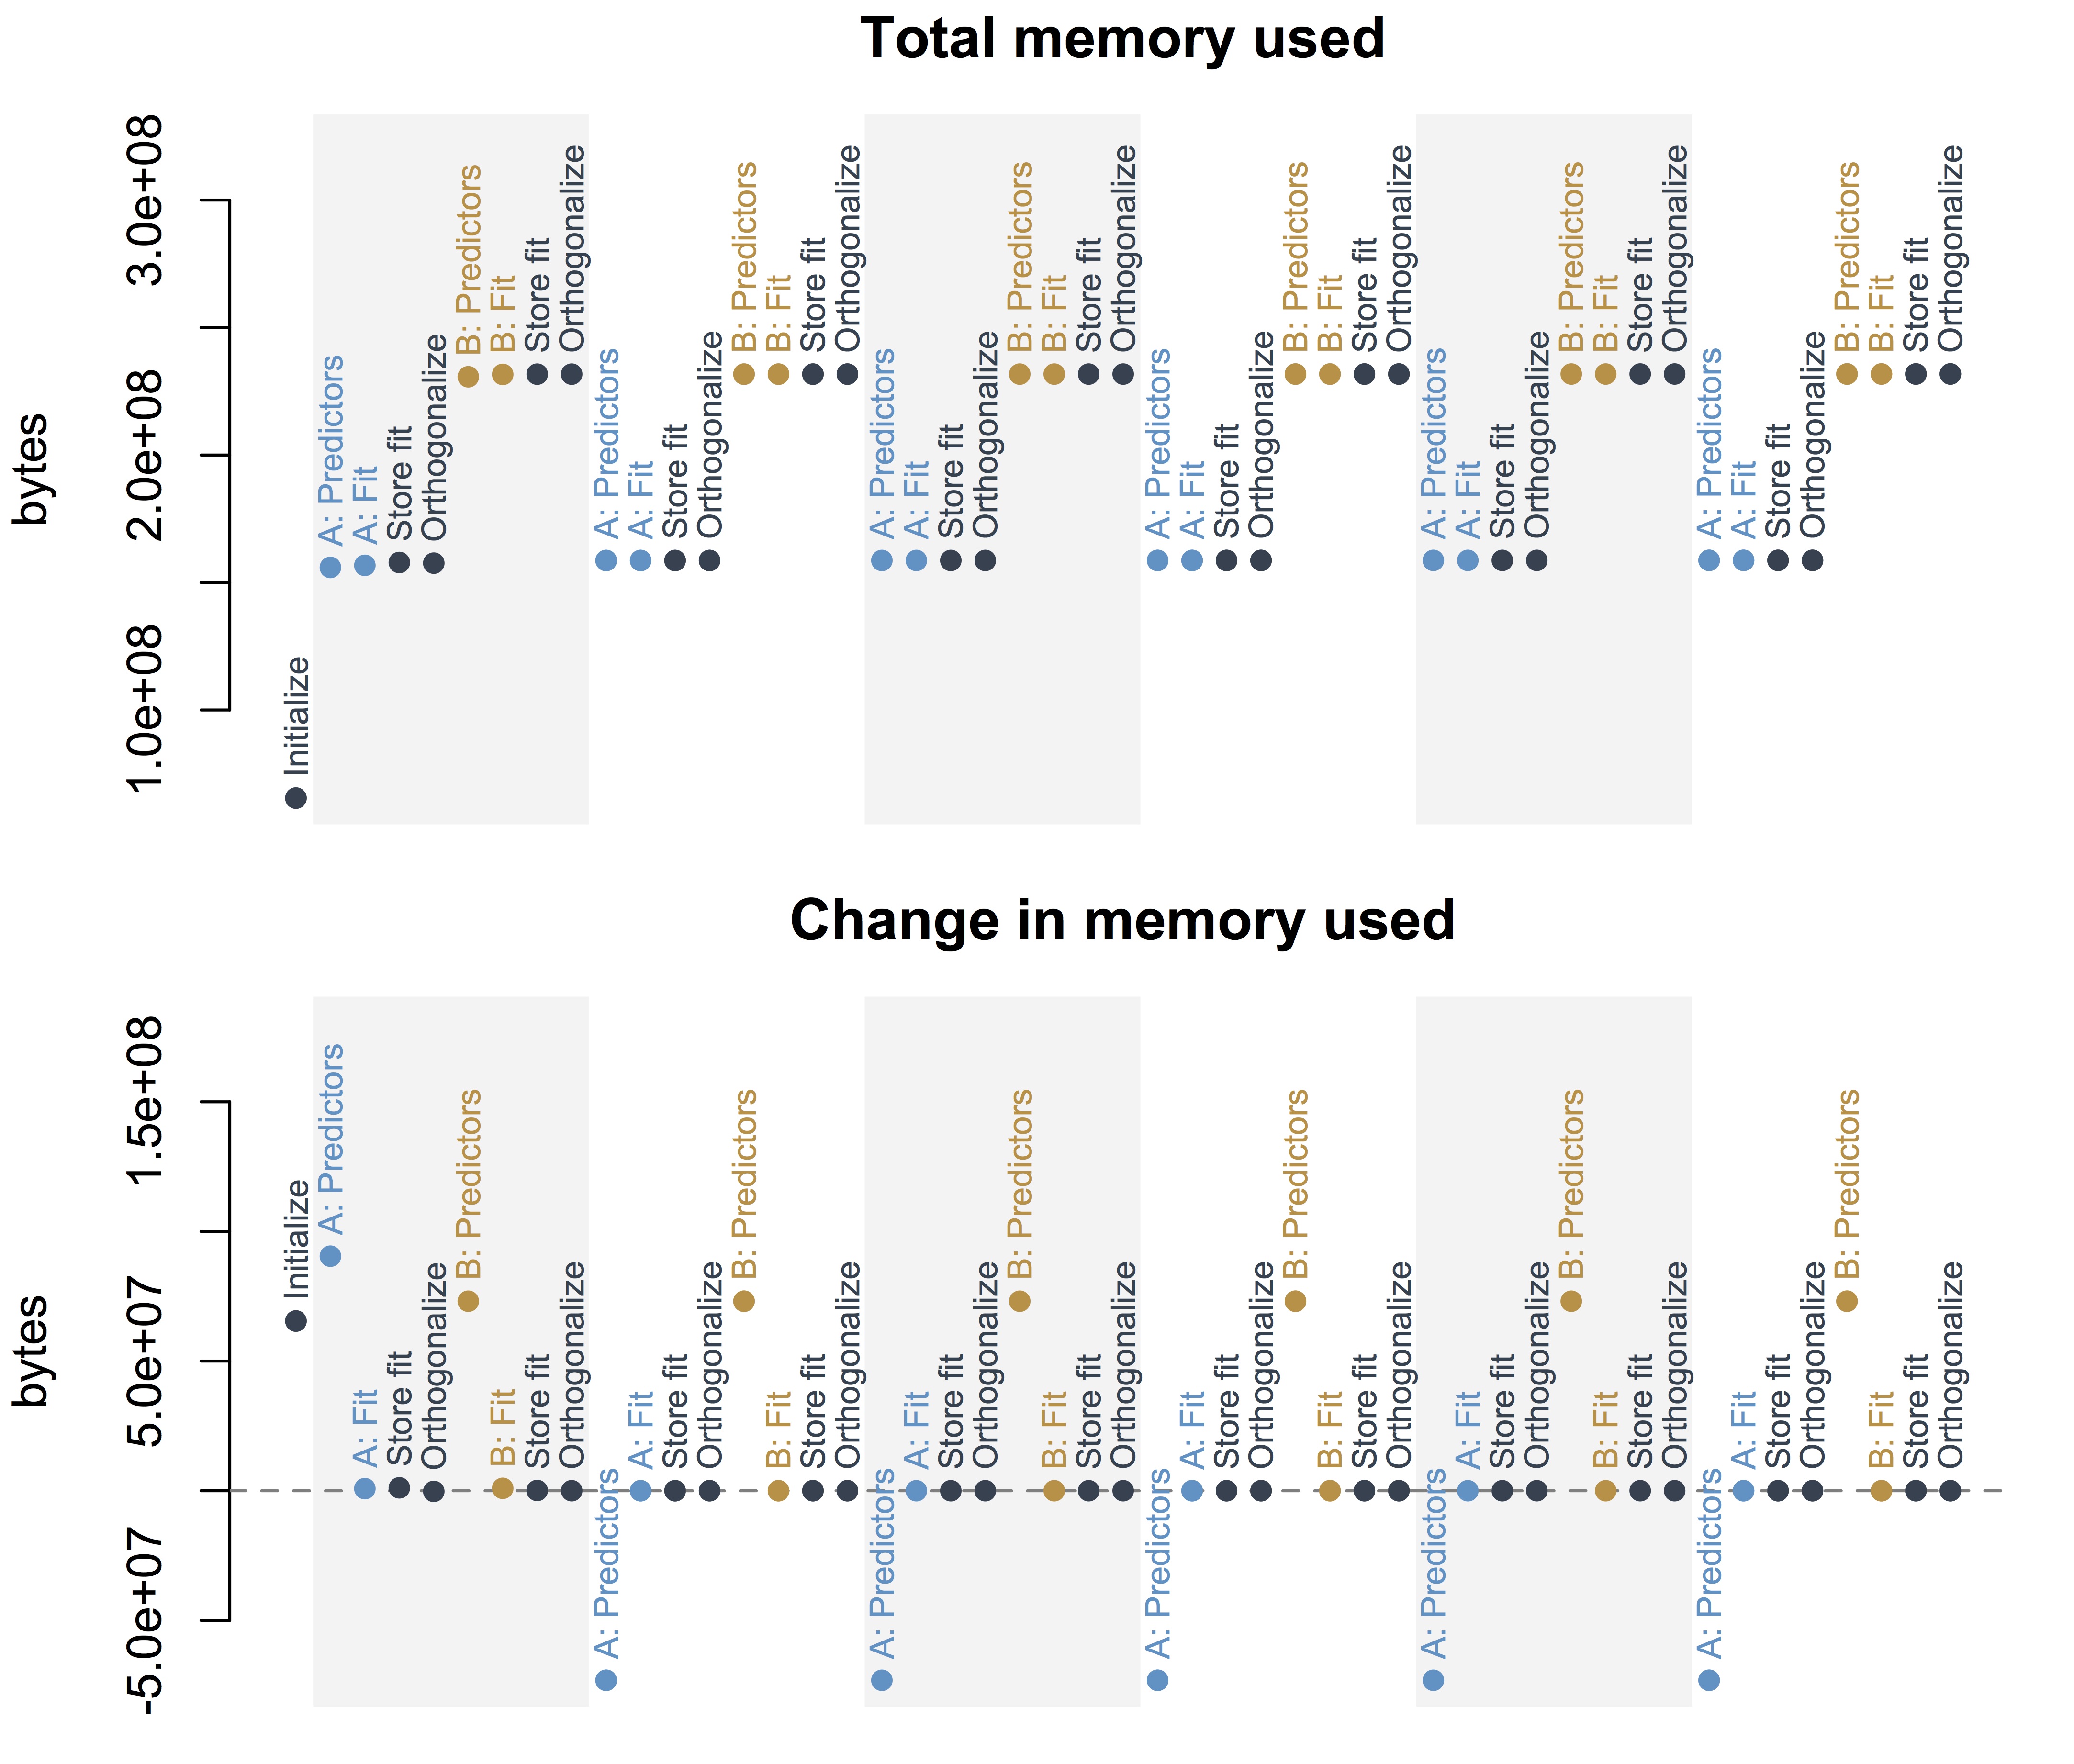 Total memory used
bytes
3.0e+08
2.0e+08
1.0e+08
Initialize
A: Predictors
A: Fit
Store fit
Orthogonalize
B: Predictors
B: Fit
Store fit
Orthogonalize
A: Predictors
A: Fit
Store fit
Orthogonalize
B: Predictors
B: Fit
Store fit
Orthogonalize
A: Predictors
A: Fit
Store fit
Orthogonalize
B: Predictors
B: Fit
Store fit
Orthogonalize
A: Predictors
A: Fit
Store fit
Orthogonalize
B: Predictors
B: Fit
Store fit
Orthogonalize
A: Predictors
A: Fit
Store fit
Orthogonalize
B: Predictors
B: Fit
Store fit
Orthogonalize
A: Predictors
A: Fit
Store fit
Orthogonalize
B: Predictors
B: Fit
Store fit
Orthogonalize
Change in memory used
bytes
1.5e+08
5.0e+07
-5.0e+07
Initialize
A: Predictors
A: Fit
Store fit
Orthogonalize
B: Predictors
B: Fit
Store fit
Orthogonalize
A: Predictors
A: Fit
Store fit
Orthogonalize
B: Predictors
B: Fit
Store fit
Orthogonalize
A: Predictors
A: Fit
Store fit
Orthogonalize
B: Predictors
B: Fit
Store fit
Orthogonalize
A: Predictors
A: Fit
Store fit
Orthogonalize
B: Predictors
B: Fit
Store fit
Orthogonalize
A: Predictors
A: Fit
Store fit
Orthogonalize
B: Predictors
B: Fit
Store fit
Orthogonalize
A: Predictors
A: Fit
Store fit
Orthogonalize
B: Predictors
B: Fit
Store fit
Orthogonalize